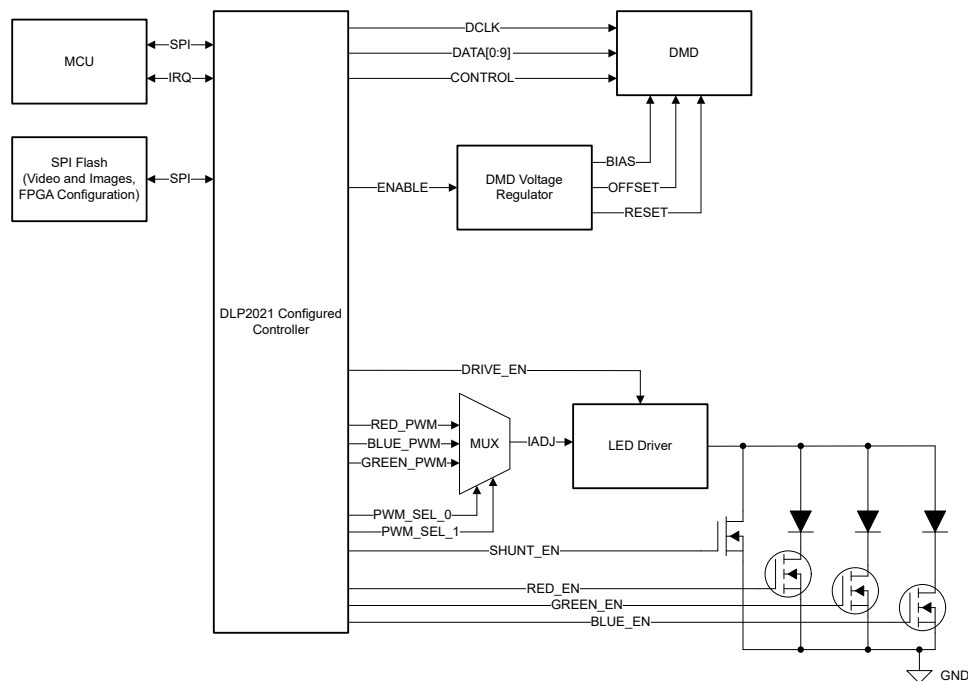 MCU
SPI
IRQ
SPI Flash
(Video and Images,
FPGA Configuration)
SPI
DLP2021 Configured
Controller
DCLK
DATA[0:9]
CONTROL
DMD
ENABLE
DMD Voltage
Regulator
BIAS
OFFSET
RESET
DRIVE_EN
RED_PWM
BLUE_PWM
GREEN_PWM
MUX
IADJ
LED Driver
PWM_SEL_0
PWM_SEL_1
SHUNT_EN
RED_EN
GREEN_EN
BLUE_EN
GND